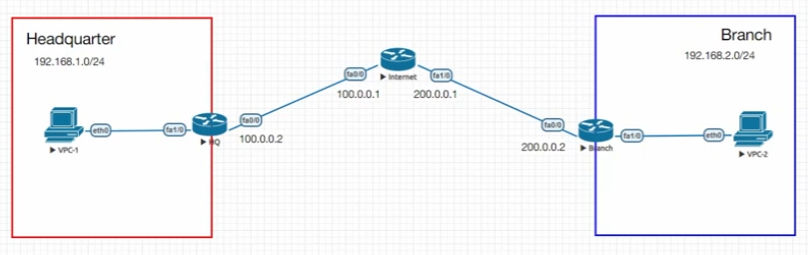 Headquarter
192.168.1.0/24
Branch
192.168.2.0/24
fa0/0
Internet
fa1/0
100.0.0.1
200.0.0.1
eth0
fa1/0
fa0/0
HQ
100.0.0.2
VPC-1
fa0/0
fa1/0
eth0
200.0.0.2
Branch
VPC-2